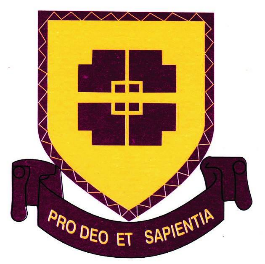 PRO DEO ET SAPIENTIA